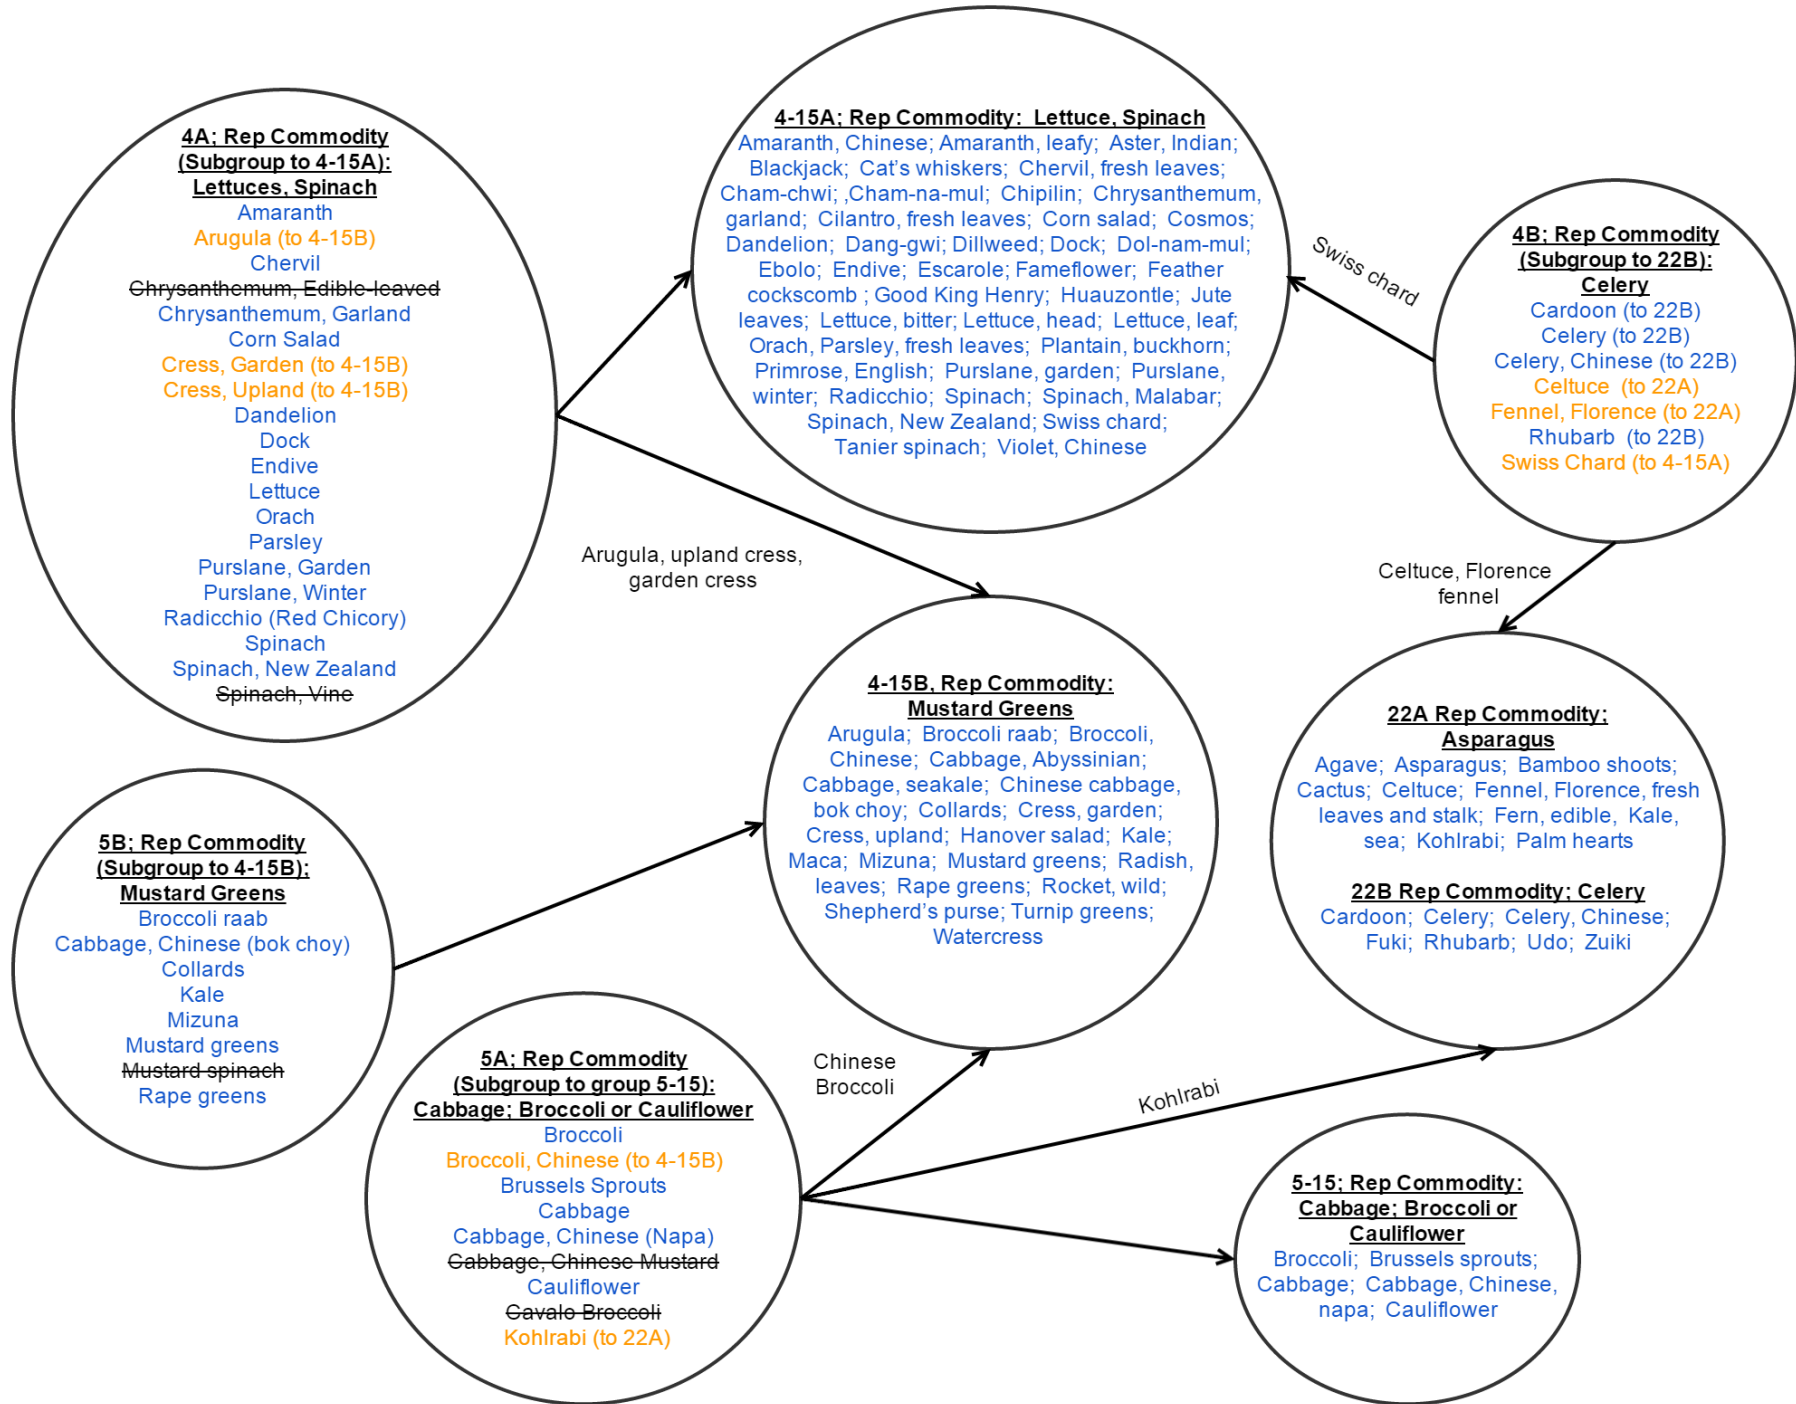 4A; Rep Commodity
(Subgroup to 4-15A):
Lettuces, Spinach
Amaranth
Arugula (to 4-15B)
Chervil
Chrysanthemum, Edible-leaved
Chrysanthemum, Garland
Corn Salad
Cress, Garden (to 4-15B)
Cress, Upland (to 4-15B)
Dandelion
Dock
Endive
Lettuce
Orach
Parsley
Purslane, Garden
Purslane, Winter
Radicchio (Red Chicory)
Spinach
Spinach, New Zealand
Spinach, Vine
4-15A; Rep Commodity: Lettuce, Spinach
Amaranth, Chinese; Amaranth, leafy; Aster, Indian;
Blackjack; Cat's whiskers; Chervil, fresh leaves;
Cham-chwi; ,Cham-na-mul; Chipilin; Chrysanthemum,
garland; Cilantro, fresh leaves; Corn salad; Cosmos;
Dandelion; Dang-gwi; Dillweed; Dock; Dol-nam-mul;
Ebolo; Endive; Escarole; Fameflower; Feather
cockscomb ; Good King Henry; Huauzontle; Jute
leaves; Lettuce, bitter; Lettuce, head; Lettuce, leaf;
Orach, Parsley, fresh leaves; Plantain, buckhorn;
Primrose, English; Purslane, garden; Purslane,
winter; Radicchio; Spinach; Spinach, Malabar;
Spinach, New Zealand; Swiss chard;
Tanier spinach; Violet, Chinese
Swiss chard
4B; Rep Commodity
(Subgroup to 22B):
Celery
Cardoon (to 22B)
Celery (to 22B)
Celery, Chinese (to 22B)
Celtuce (to 22A)
Fennel, Florence (to 22A)
Rhubarb (to 22B)
Swiss Chard (to 4-15A)
Arugula, upland cress,
garden cress
Celtuce, Florence
fennel
4-15B, Rep Commodity:
Mustard Greens
Arugula; Broccoli raab; Broccoli,
Chinese; Cabbage, Abyssinian;
Cabbage, seakale; Chinese cabbage,
bok choy; Collards; Cress, garden;
Cress, upland; Hanover salad; Kale;
Maca; Mizuna; Mustard greens; Radish,
leaves; Rape greens; Rocket, wild;
Shepherd's purse; Turnip greens;
Watercress
22A Rep Commodity;
Asparagus
Agave; Asparagus; Bamboo shoots;
Cactus; Celtuce; Fennel, Florence, fresh
leaves and stalk; Fern, edible, Kale,
sea; Kohlrabi; Palm hearts
22B Rep Commodity; Celery
Cardoon; Celery; Celery, Chinese;
Fuki; Rhubarb; Udo; Zuiki
5B; Rep Commodity
(Subgroup to 4-15B):
Mustard Greens
Broccoli raab
Cabbage, Chinese (bok choy)
Collards
Kale
Mizuna
Mustard greens
Mustard spinach
Rape greens
5A; Rep Commodity
(Subgroup to group 5-15):
Cabbage; Broccoli or Cauliflower
Broccoli
Broccoli, Chinese (to 4-15B)
Brussels Sprouts
Cabbage
Cabbage, Chinese (Napa)
Cabbage, Chinese Mustard
Cauliflower
Cavalo Broccoli
Kohlrabi (to 22A)
Chinese
Broccoli
Kohlrabi
5-15; Rep Commodity:
Cabbage; Broccoli or
Cauliflower
Broccoli; Brussels sprouts;
Cabbage; Cabbage, Chinese,
napa; Cauliflower